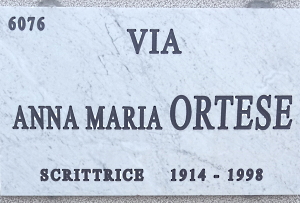 6076
VIA
ANNA MARIA ORTESE
SCRITTRICE 1914 - 1998